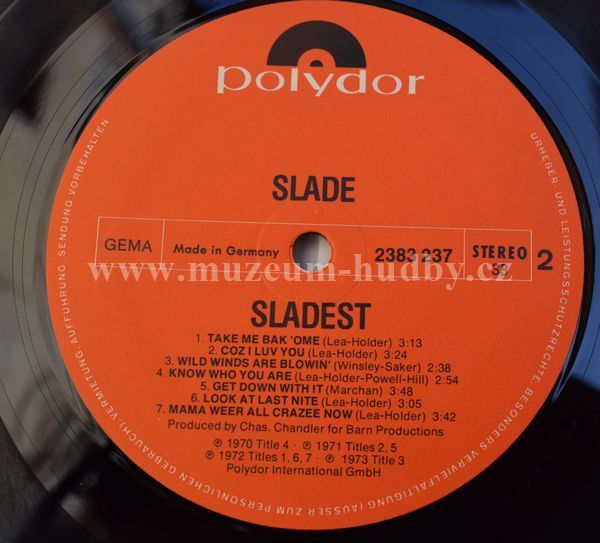 polydor
SLADE
GEMA
Made in Germany
2383 237
STEREO
33
2
www.muzeum-hudby.cz
SLADEST
1. TAKE ME BAK 'OME (Lea-Holder) 3:13
2. COZ I LUV YOU (Lea-Holder) 3:24
3. WILD WINDS ARE BLOWIN' (Winsley-Saker) 2:38
4. KNOW WHO YOU ARE (Lea-Holder-Powell-Hill) 2:54
5. GET DOWN WITH IT (Marchan) 3:48
6. LOOK AT LAST NITE (Lea-Holder) 3:05
7. MAMA WEER ALL CRAZEE NOW (Lea-Holder) 3:42
Produced by Chas. Chandler for Barn Productions
℗ 1970 Title 4 · ℗ 1971 Titles 2, 5
℗ 1972 Titles 1, 6, 7 · ℗ 1973 Title 3
Polydor International GmbH
URHEBER- UND LEISTUNGSSCHUTZRECHTE, BESONDERS VERVIELFÄLTIGUNG (AUSSER ZUM PERSÖNLICHEN GEBRAUCH), VERMIETUNG, AUFFÜHRUNG, SENDUNG VORBEHALTEN